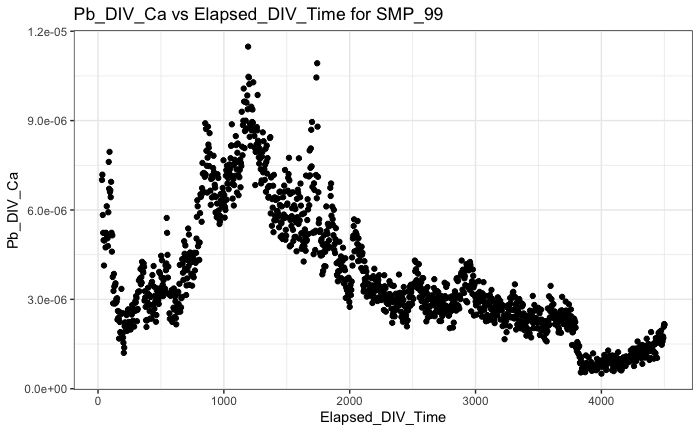 Pb_DIV_Ca vs Elapsed_DIV_Time for SMP_99
1.2e-05
9.0e-06
6.0e-06
3.0e-06
0.0e+00
Pb_DIV_Ca
0 1000 2000 3000 4000
Elapsed_DIV_Time